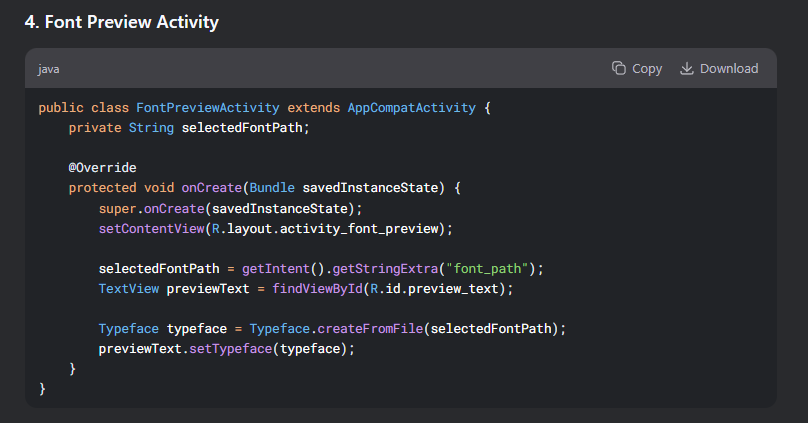 4. Font Preview Activity
java
Copy
Download
public class FontPreviewActivity extends AppCompatActivity {
    private String selectedFontPath;

    @Override
    protected void onCreate(Bundle savedInstanceState) {
        super.onCreate(savedInstanceState);
        setContentView(R.layout.activity_font_preview);

        selectedFontPath = getIntent().getStringExtra("font_path");
        TextView previewText = findViewById(R.id.preview_text);

        Typeface typeface = Typeface.createFromFile(selectedFontPath);
        previewText.setTypeface(typeface);
    }
}